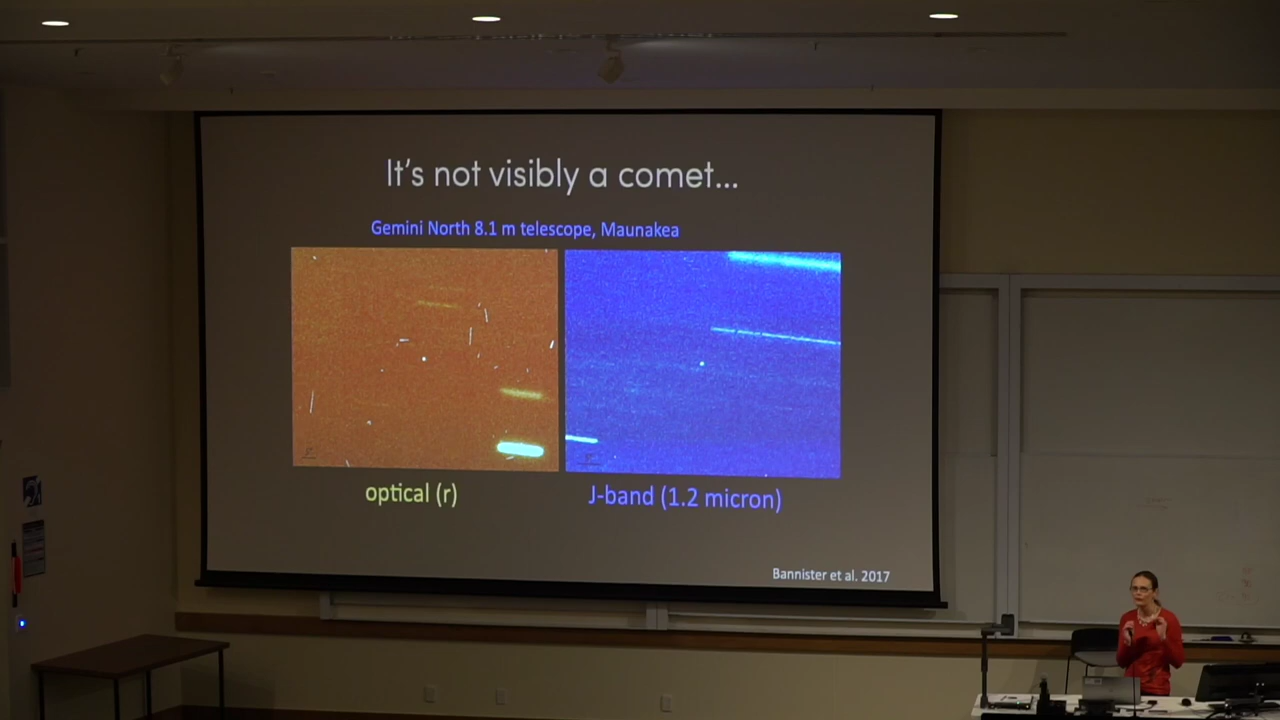 It's not visibly a comet...
Gemini North 8.1 m telescope, Maunakea
optical (r)
J-band (1.2 micron)
Bannister et al. 2017